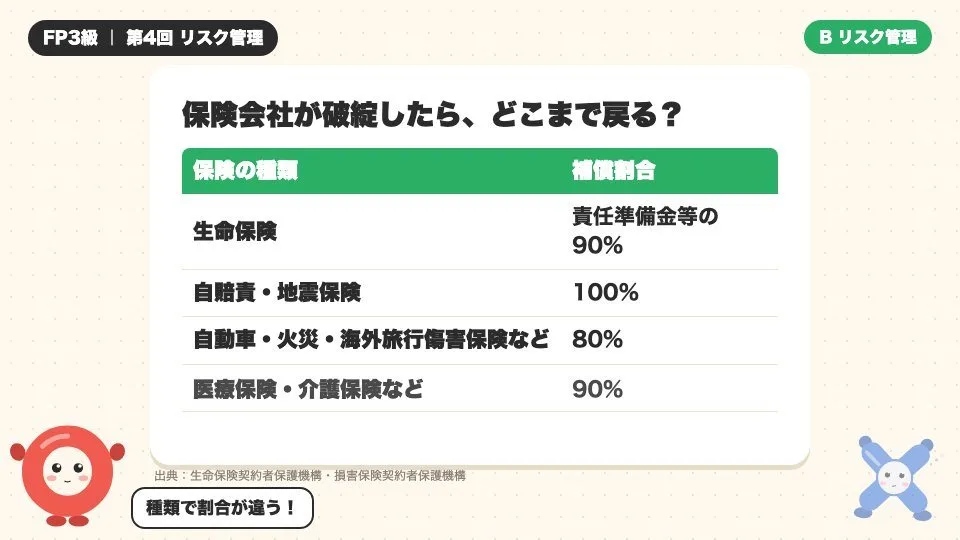 FP3級 | 第4回 リスク管理
B リスク管理
保険会社が破綻したら、どこまで戻る？
保険の種類 補償割合
生命保険 責任準備金等の
90%
自賠責・地震保険 100%
自動車・火災・海外旅行傷害保険など 80%
医療保険・介護保険など 90%
出典：生命保険契約者保護機構・損害保険契約者保護機構
種類で割合が違う！